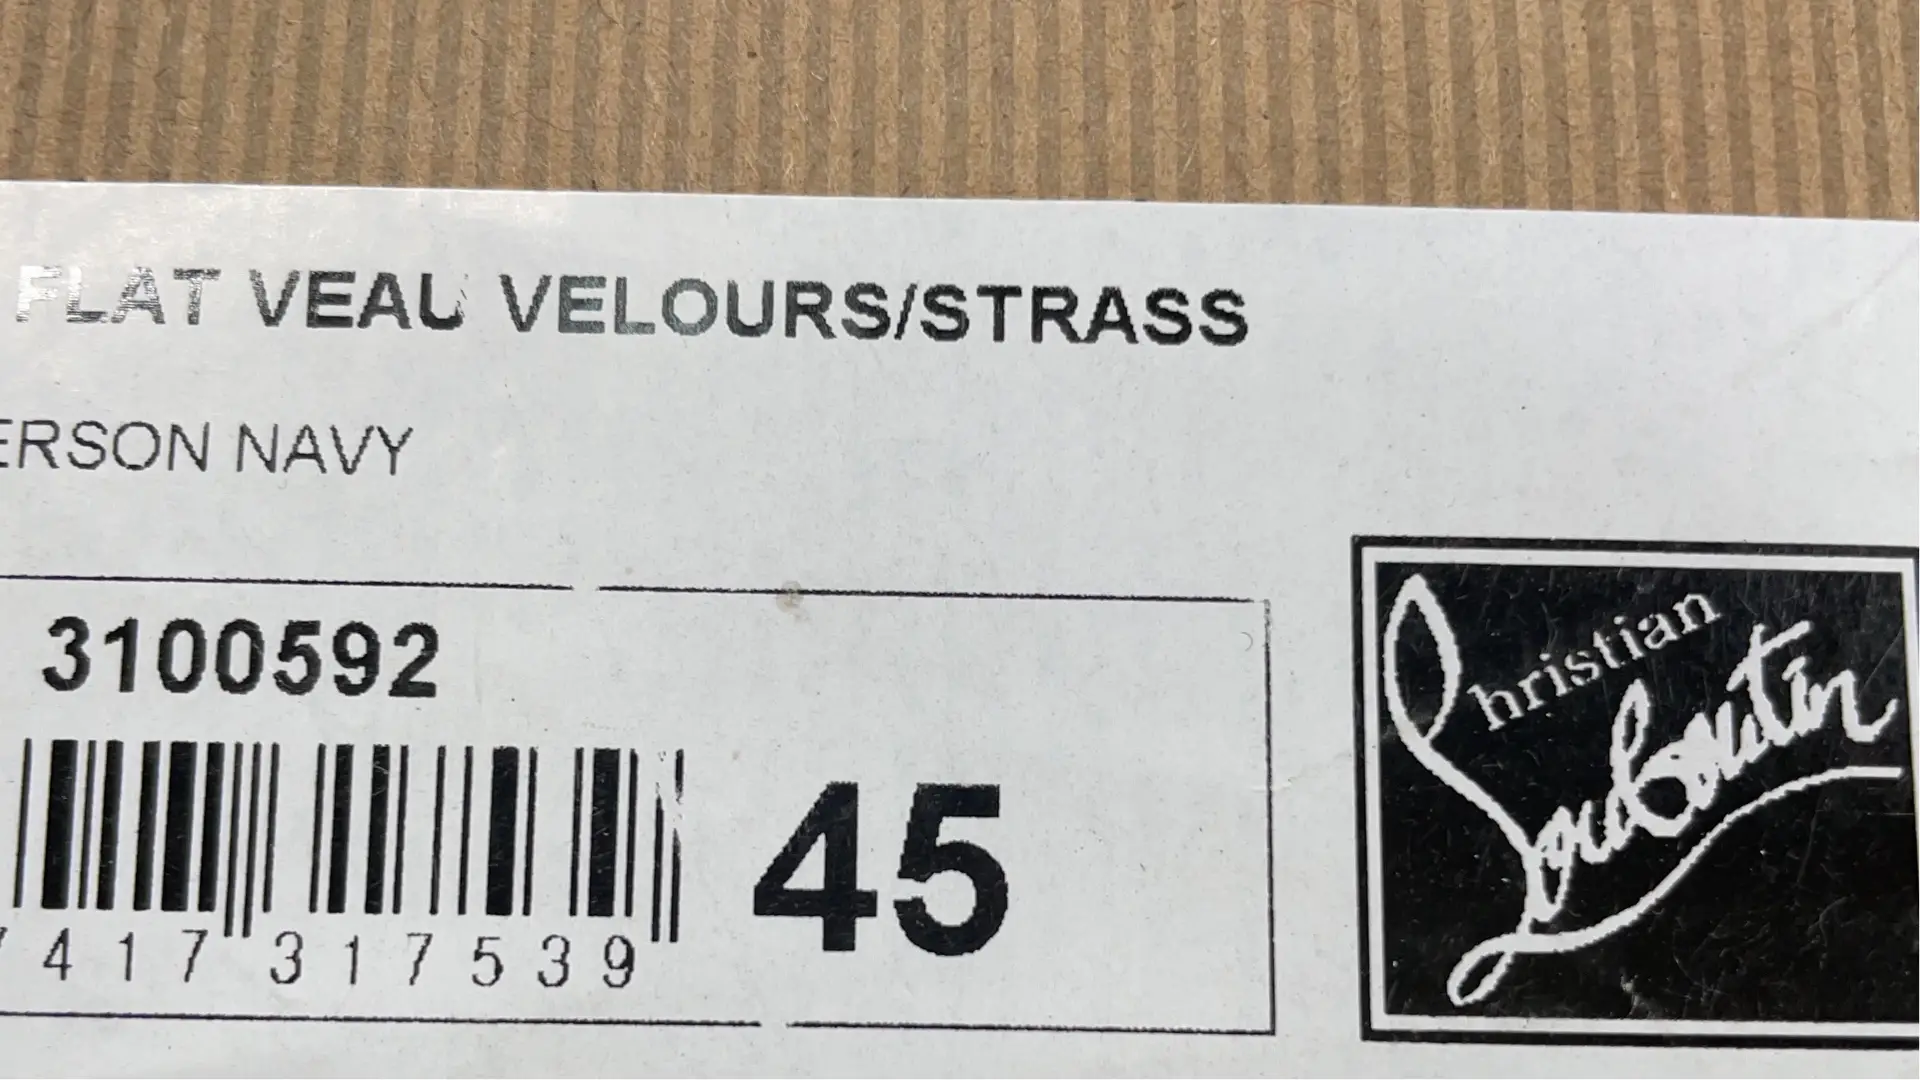 FLAT VEAU VELOURS/STRASS
ERSON NAVY
3100592
417 317539
45
Christian
Louboutin